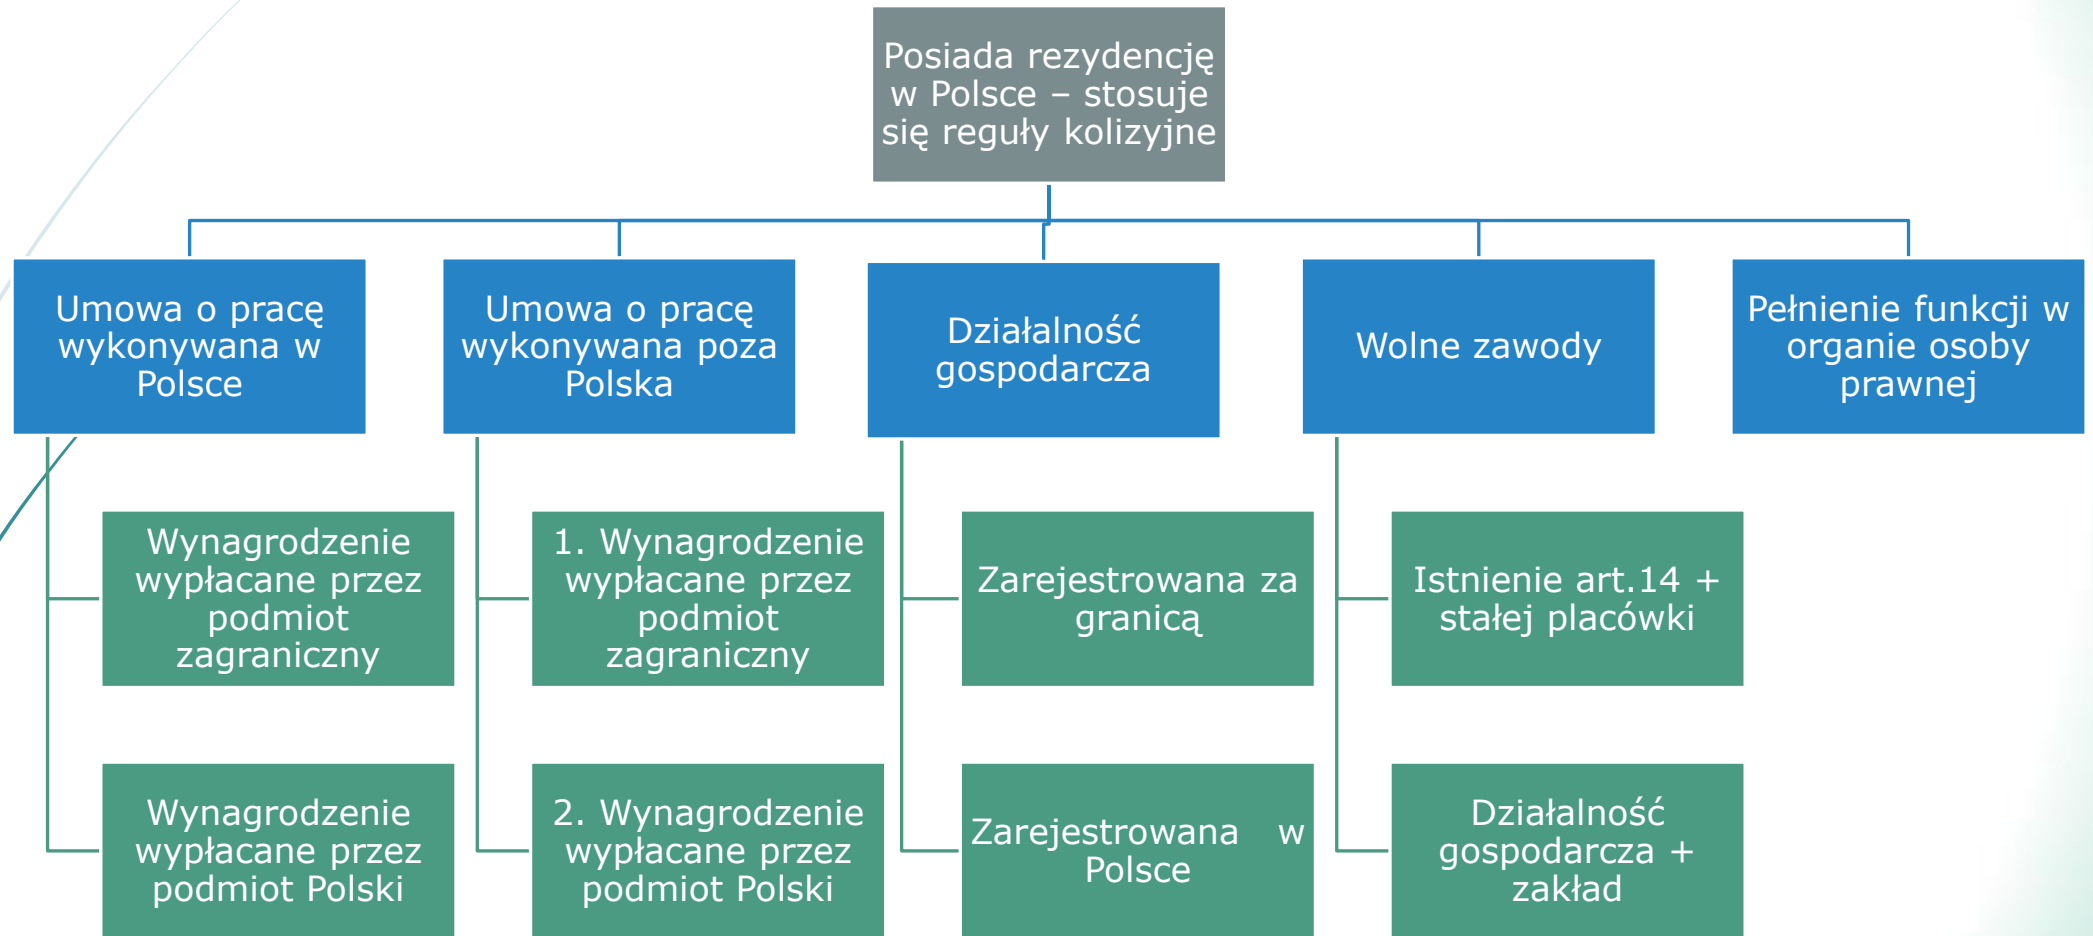 Posiada rezydencję
w Polsce – stosuje
się reguły kolizyjne
Umowa o pracę
wykonywana w
Polsce
Umowa o pracę
wykonywana poza
Polska
Działalność
gospodarcza
Wolne zawody
Pełnienie funkcji w
organie osoby
prawnej
Wynagrodzenie
wypłacane przez
podmiot
zagraniczny
1. Wynagrodzenie
wypłacane przez
podmiot
zagraniczny
Zarejestrowana za
granicą
Istnienie art.14 +
stałej placówki
Wynagrodzenie
wypłacane przez
podmiot Polski
2. Wynagrodzenie
wypłacane przez
podmiot Polski
Zarejestrowana w
Polsce
Działalność
gospodarcza +
zakład